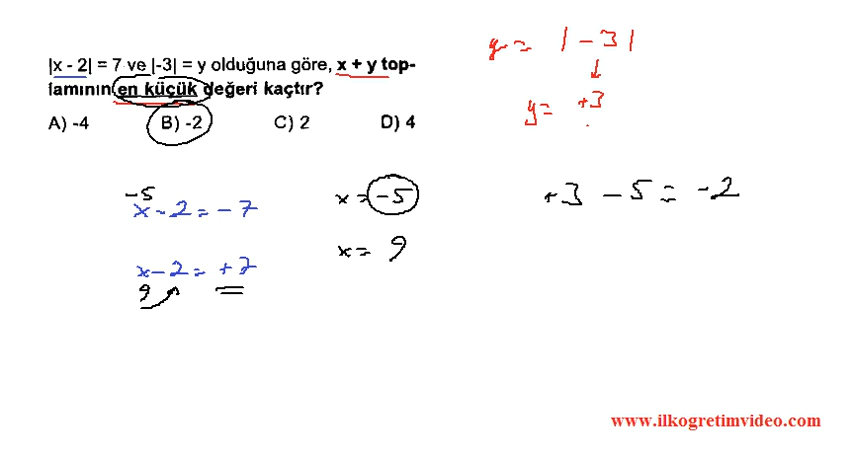 |x - 2| = 7 ve |-3| = y olduğuna göre, x + y top-
lamının en küçük değeri kaçtır?
A) -4 B) -2 C) 2 D) 4
y = |-3|
y = +3
-5
x - 2 = - 7
x = -5
+3 - 5 = -2
x = 9
x - 2 = + 7
9
www.ilkogretimvideo.com